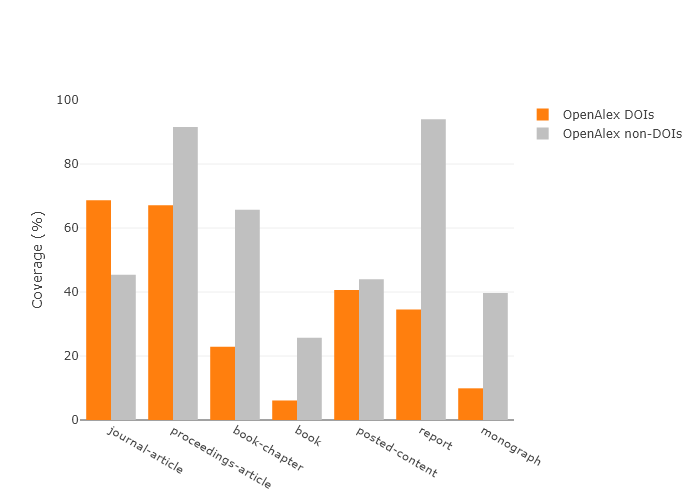 100
80
60
40
20
0
Coverage (%)
journal-article
proceedings-article
book-chapter
book
posted-content
report
monograph
OpenAlex DOIs
OpenAlex non-DOIs